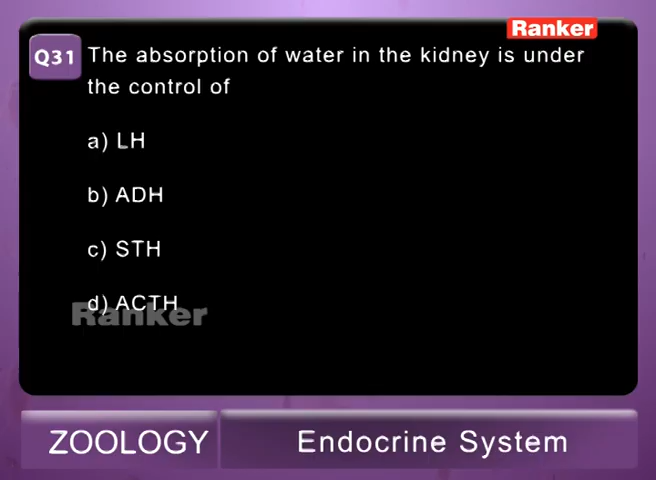 Ranker
Q31 The absorption of water in the kidney is under
the control of
a) LH
b) ADH
c) STH
d) ACTH
Ranker
ZOOLOGY
Endocrine System